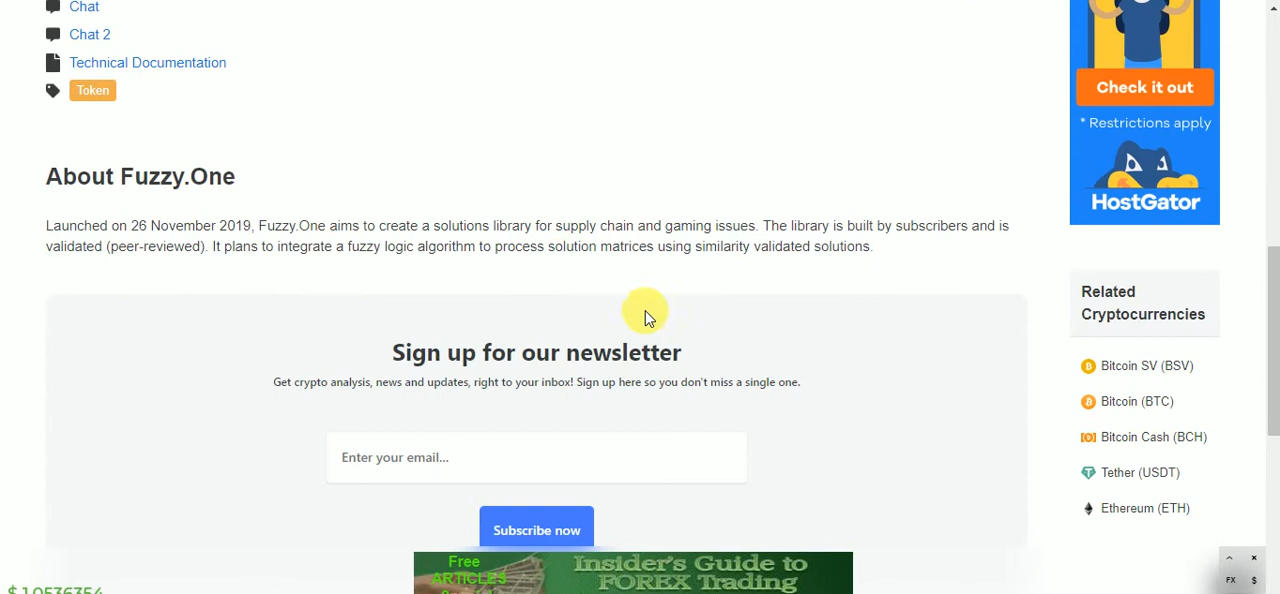 Chat
Chat 2
Technical Documentation
Token
About Fuzzy.One
Launched on 26 November 2019, Fuzzy.One aims to create a solutions library for supply chain and gaming issues. The library is built by subscribers and is
validated (peer-reviewed). It plans to integrate a fuzzy logic algorithm to process solution matrices using similarity validated solutions.
Sign up for our newsletter
Get crypto analysis, news and updates, right to your inbox! Sign up here so you don't miss a single one.
Enter your email...
Subscribe now
Check it out
* Restrictions apply
HostGator
Related
Cryptocurrencies
Bitcoin SV (BSV)
Bitcoin (BTC)
Bitcoin Cash (BCH)
Tether (USDT)
Ethereum (ETH)
Free
ARTICLES
Insider's Guide to
FOREX Trading
FX $